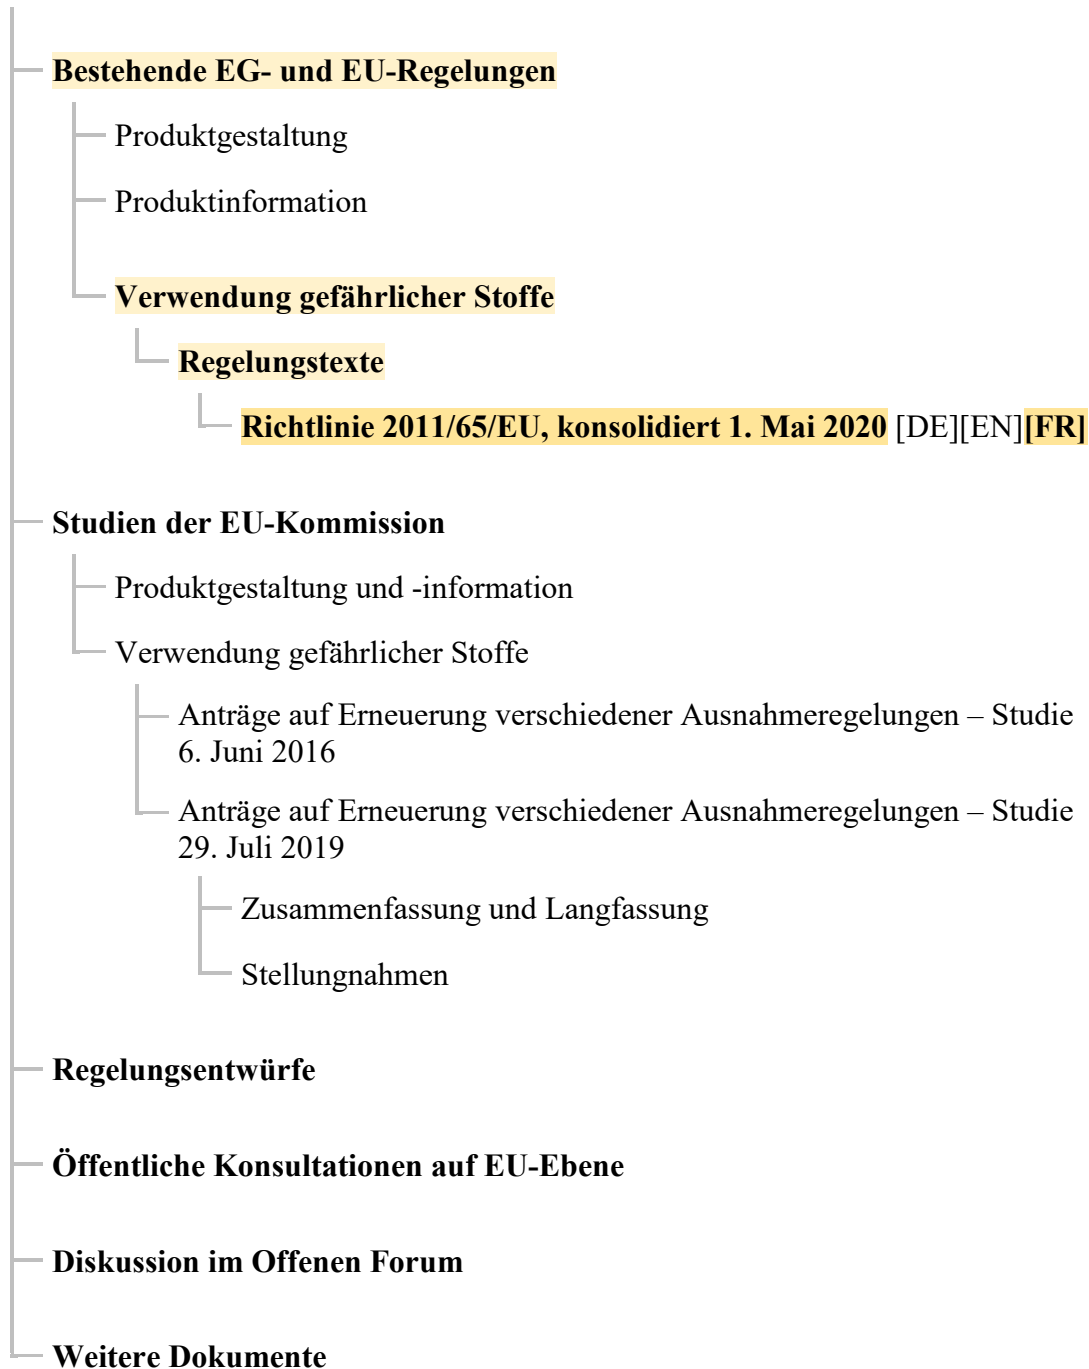 Bestehende EG- und EU-Regelungen
Produktgestaltung
Produktinformation
Verwendung gefährlicher Stoffe
Regelungstexte
Richtlinie 2011/65/EU, konsolidiert 1. Mai 2020 [DE][EN][FR]
Studien der EU-Kommission
Produktgestaltung und -information
Verwendung gefährlicher Stoffe
Anträge auf Erneuerung verschiedener Ausnahmeregelungen – Studie
6. Juni 2016
Anträge auf Erneuerung verschiedener Ausnahmeregelungen – Studie
29. Juli 2019
Zusammenfassung und Langfassung
Stellungnahmen
Regelungsentwürfe
Öffentliche Konsultationen auf EU-Ebene
Diskussion im Offenen Forum
Weitere Dokumente